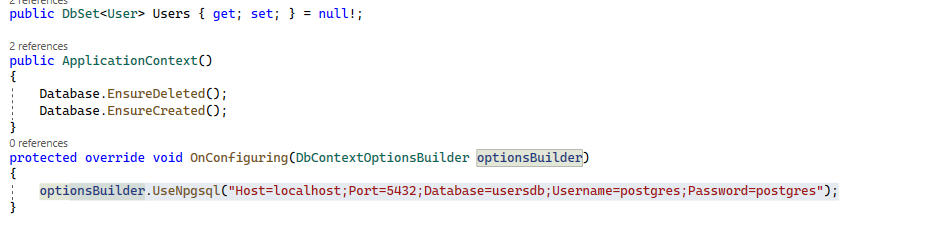 2 references
public DbSet<User> Users { get; set; } = null!;
2 references
public ApplicationContext()
{
Database.EnsureDeleted();
Database.EnsureCreated();
}
0 references
protected override void OnConfiguring(DbContextOptionsBuilder optionsBuilder)
{
optionsBuilder.UseNpgsql("Host=localhost;Port=5432;Database=usersdb;Username=postgres;Password=postgres");
}